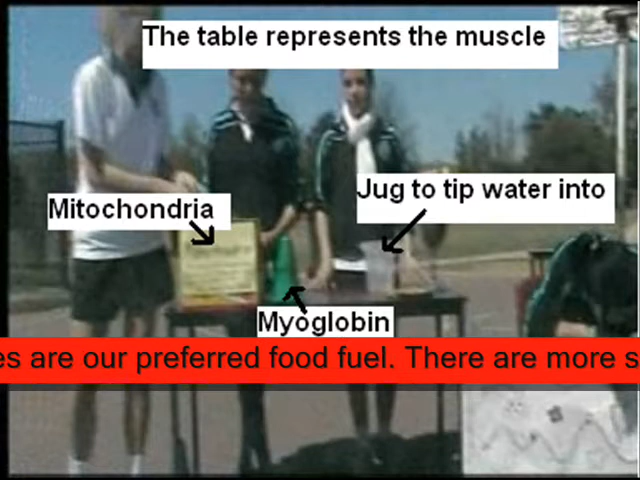 The table represents the muscle
Jug to tip water into
Mitochondria
Myoglobin
es are our preferred food fuel. There are more s